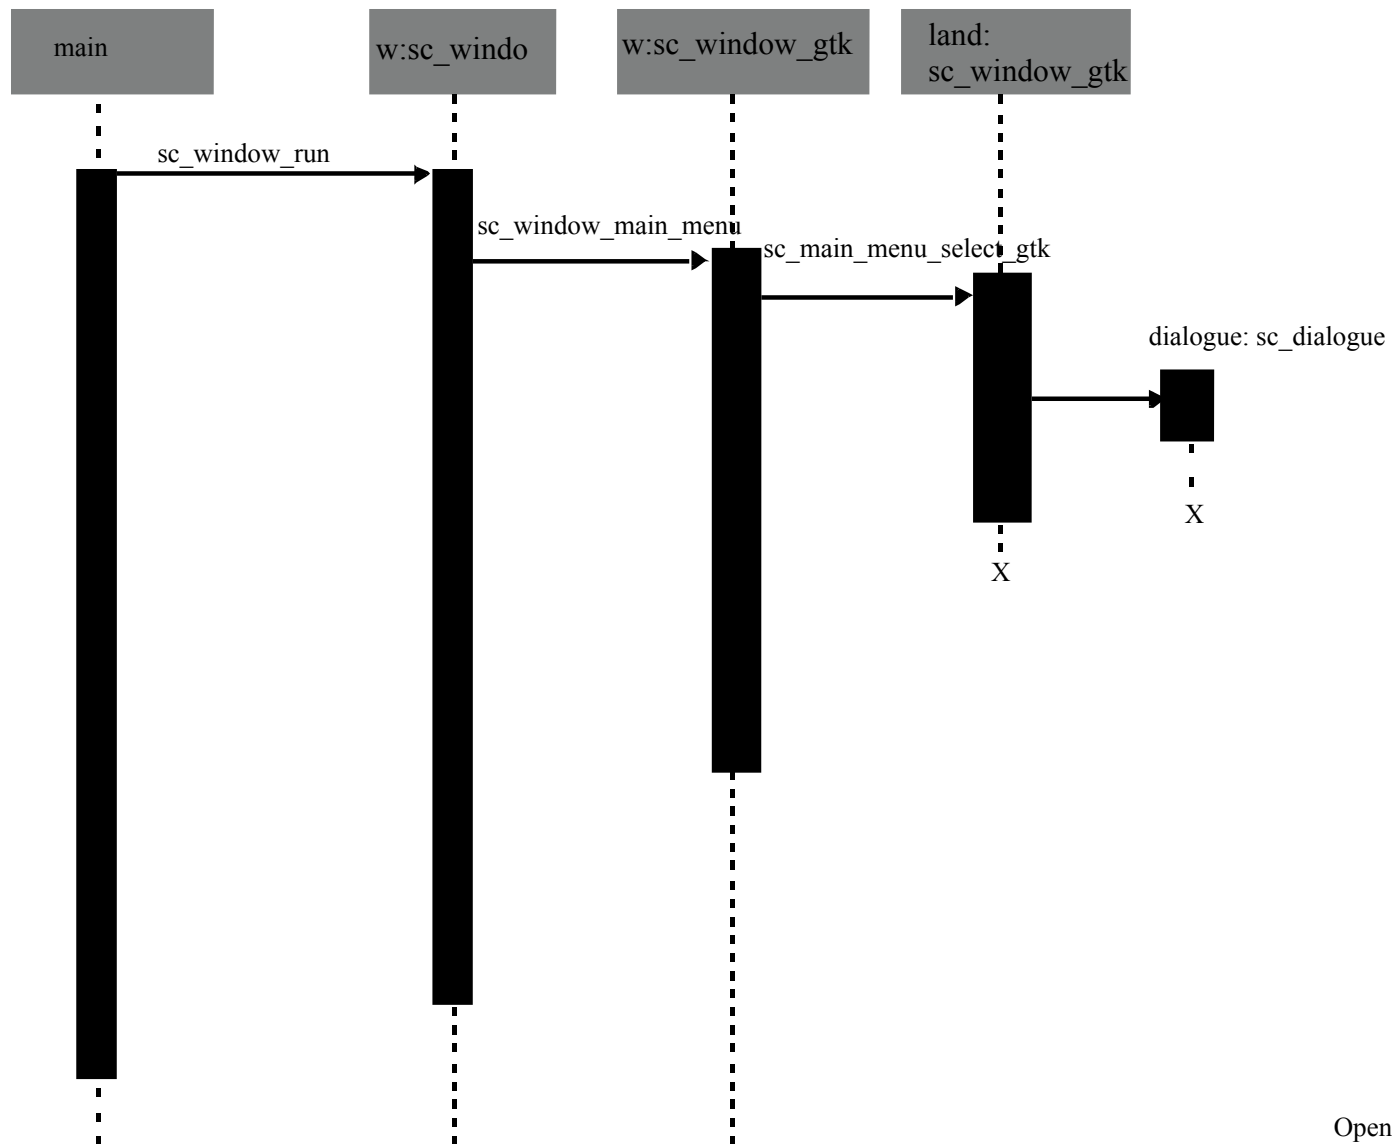 main
w:sc_windo
w:sc_window_gtk
land:
sc_window_gtk
sc_window_run
sc_window_main_menu
sc_main_menu_select_gtk
dialogue: sc_dialogue
X
X
Open